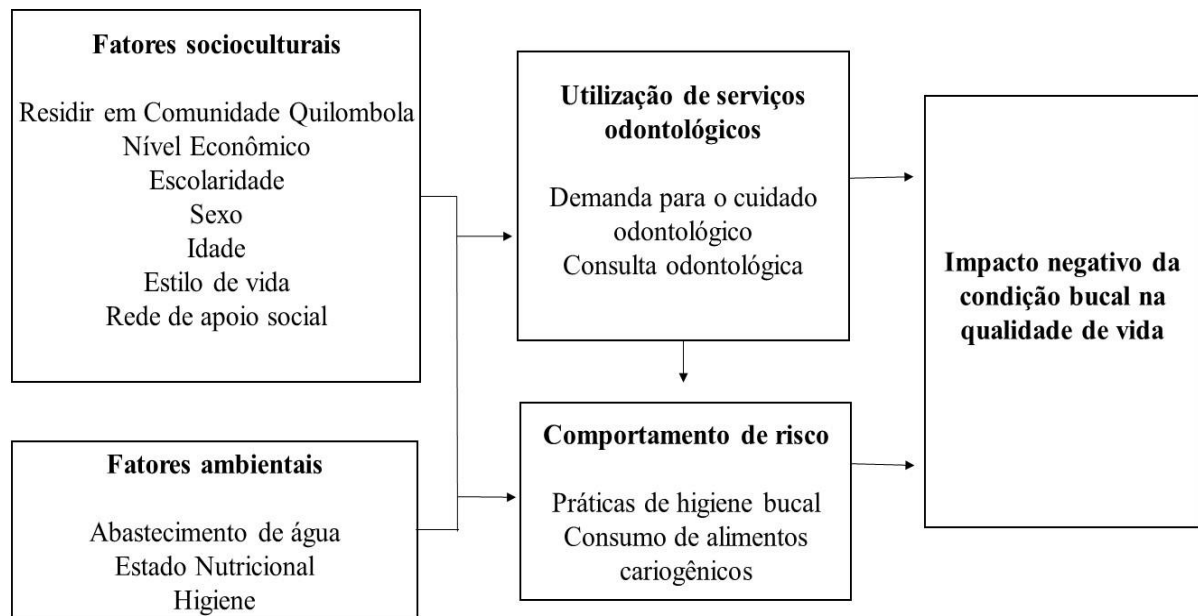 Fatores socioculturais
Residir em Comunidade Quilombola
Nível Econômico
Escolaridade
Sexo
Idade
Estilo de vida
Rede de apoio social
Fatores ambientais
Abastecimento de água
Estado Nutricional
Higiene
Utilização de serviços
odontológicos
Demanda para o cuidado
odontológico
Consulta odontológica
Comportamento de risco
Práticas de higiene bucal
Consumo de alimentos
cariogênicos
Impacto negativo da
condição bucal na
qualidade de vida